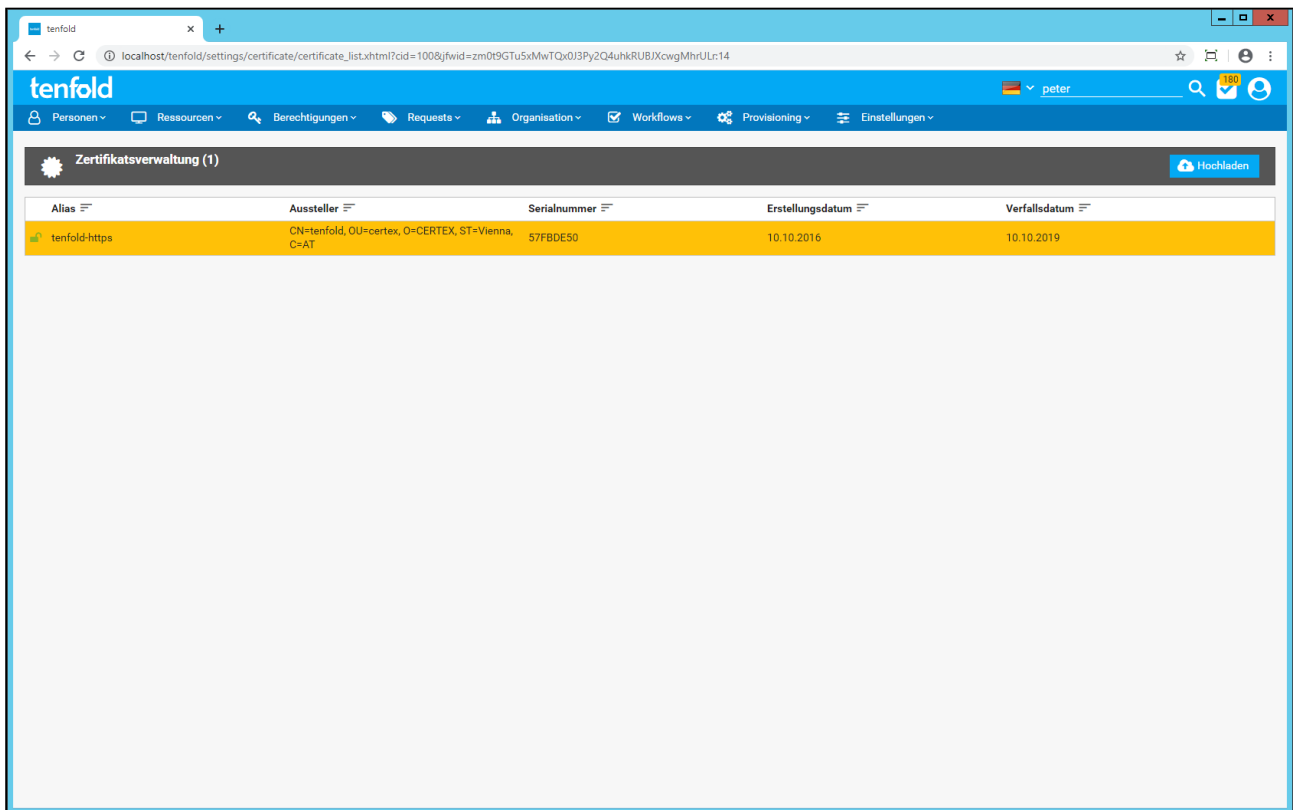 tenfold
localhost/tenfold/settings/certificate/certificate_list.xhtml?cid=100&jfwid=zm0t9GTu5xMwTQx0J3Py2Q4uhkRUBJXcwgMhrULr:14
tenfold
peter
180
Personen Ressourcen Berechtigungen Requests Organisation Workflows Provisioning Einstellungen
Zertifikatsverwaltung (1)
Hochladen
Alias Aussteller Serialnummer Erstellungsdatum Verfallsdatum
tenfold-https CN=tenfold, OU=certex, O=CERTEX, ST=Vienna, C=AT 57FBDE50 10.10.2016 10.10.2019